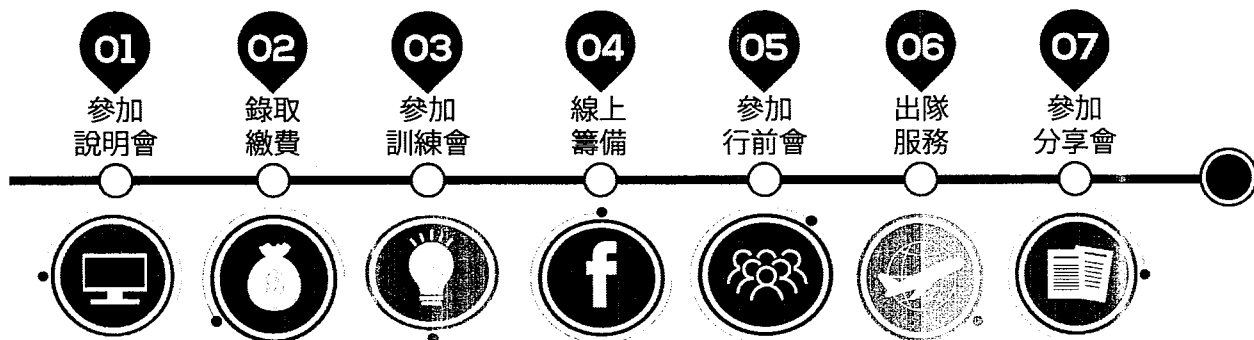 01
參加
說明會
02
錄取
繳費
03
參加
訓練會
04
線上
籌備
05
參加
行前會
06
出隊
服務
07
參加
分享會
f